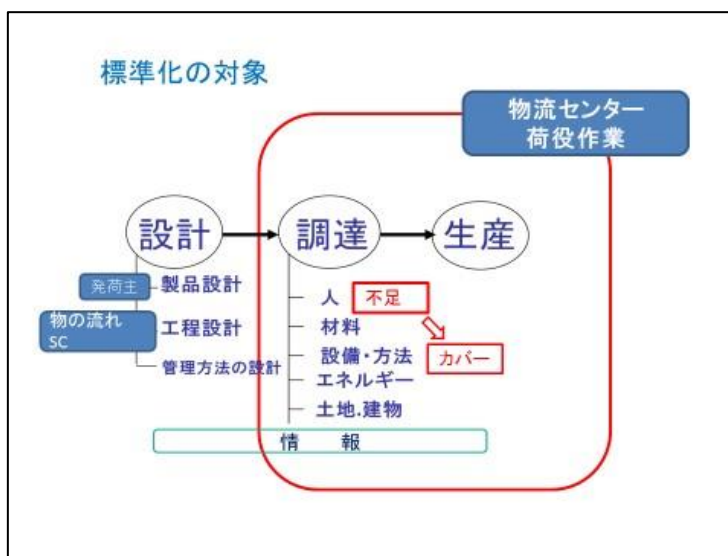 標準化の対象
物流センター
荷役作業
設計
調達
生産
発荷主
製品設計
物の流れ
SC
工程設計
管理方法の設計
人
不足
材料
設備・方法
カバー
エネルギー
土地.建物
情 報